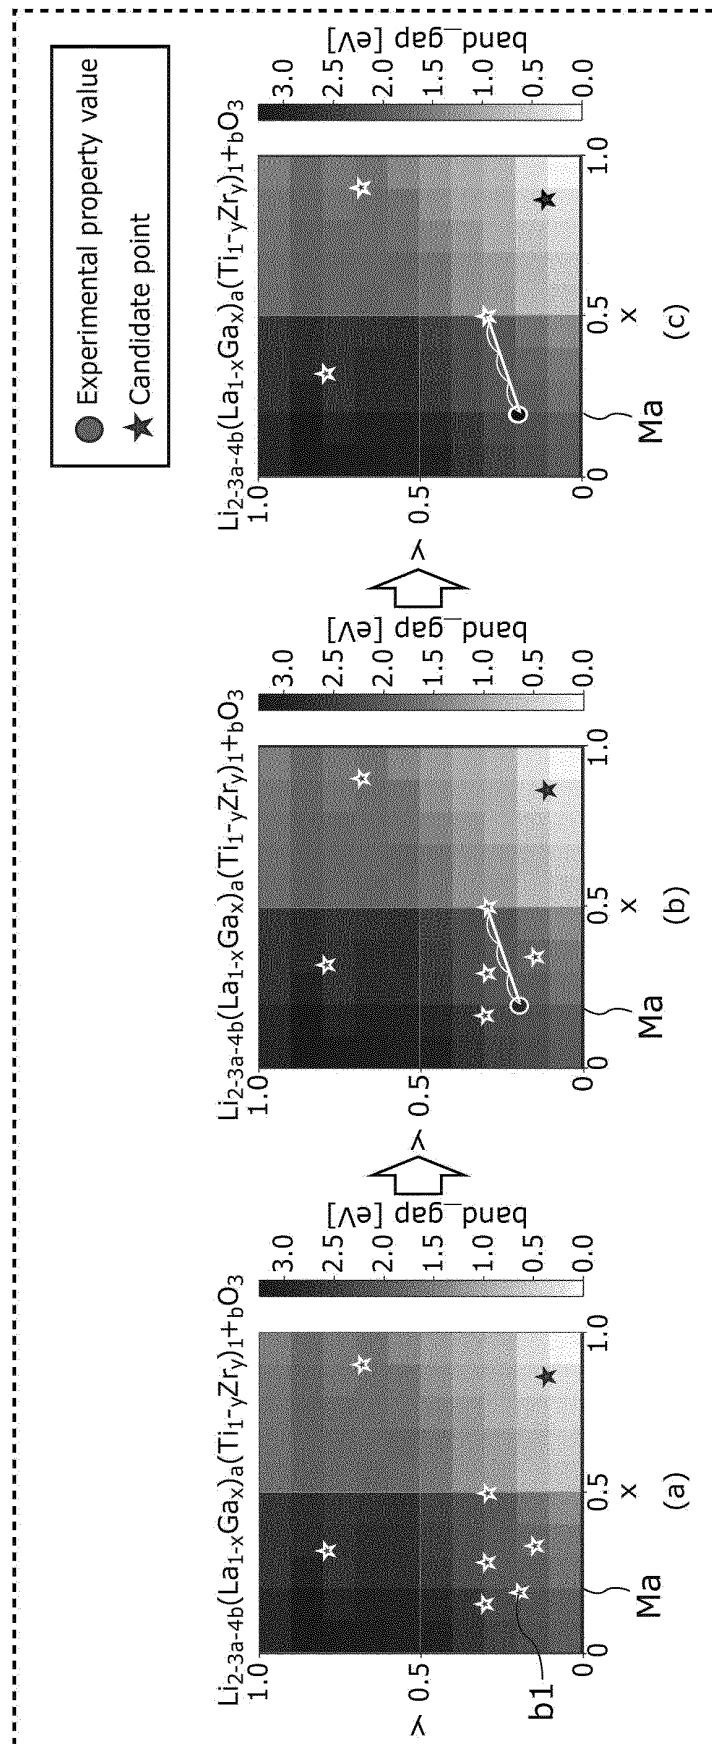 Experimental property value
Candidate point
Li2-3a-4b(La1-xGax)a(Ti1-yZry)1+bO3
1.0
Y 0.5
0
0.5
1.0
X
3.0
2.5
2.0
1.5
1.0
0.5
0.0
band_gap [eV]
b1
Ma
(a)
Li2-3a-4b(La1-xGax)a(Ti1-yZry)1+bO3
1.0
Y 0.5
0
0
0.5
1.0
X
3.0
2.5
2.0
1.5
1.0
0.5
0.0
band_gap [eV]
Ma
(b)
Li2-3a-4b(La1-xGax)a(Ti1-yZry)1+bO3
1.0
Y 0.5
0
0
0.5
1.0
X
3.0
2.5
2.0
1.5
1.0
0.5
0.0
band_gap [eV]
Ma
(c)